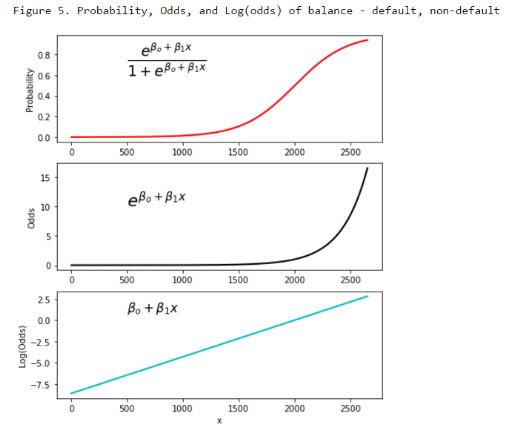 Figure 5. Probability, Odds, and Log(odds) of balance - default, non-default
Probability
0.8
0.6
0.4
0.2
0.0
e^{β₀ + β₁x}
1 + e^{β₀ + β₁x}
0 500 1000 1500 2000 2500
Odds
15
10
5
0
e^{β₀ + β₁x}
0 500 1000 1500 2000 2500
Log(Odds)
2.5
0.0
−2.5
−5.0
−7.5
β₀ + β₁x
0 500 1000 1500 2000 2500
x